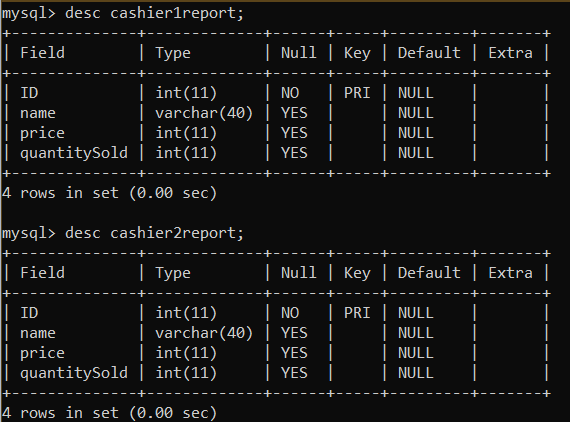 mysql> desc cashier1report;
+--------------+-------------+------+-----+---------+-------+
| Field        | Type        | Null | Key | Default | Extra |
+--------------+-------------+------+-----+---------+-------+
| ID           | int(11)     | NO   | PRI | NULL    |       |
| name         | varchar(40) | YES  |     | NULL    |       |
| price        | int(11)     | YES  |     | NULL    |       |
| quantitySold | int(11)     | YES  |     | NULL    |       |
+--------------+-------------+------+-----+---------+-------+
4 rows in set (0.00 sec)

mysql> desc cashier2report;
+--------------+-------------+------+-----+---------+-------+
| Field        | Type        | Null | Key | Default | Extra |
+--------------+-------------+------+-----+---------+-------+
| ID           | int(11)     | NO   | PRI | NULL    |       |
| name         | varchar(40) | YES  |     | NULL    |       |
| price        | int(11)     | YES  |     | NULL    |       |
| quantitySold | int(11)     | YES  |     | NULL    |       |
+--------------+-------------+------+-----+---------+-------+
4 rows in set (0.00 sec)